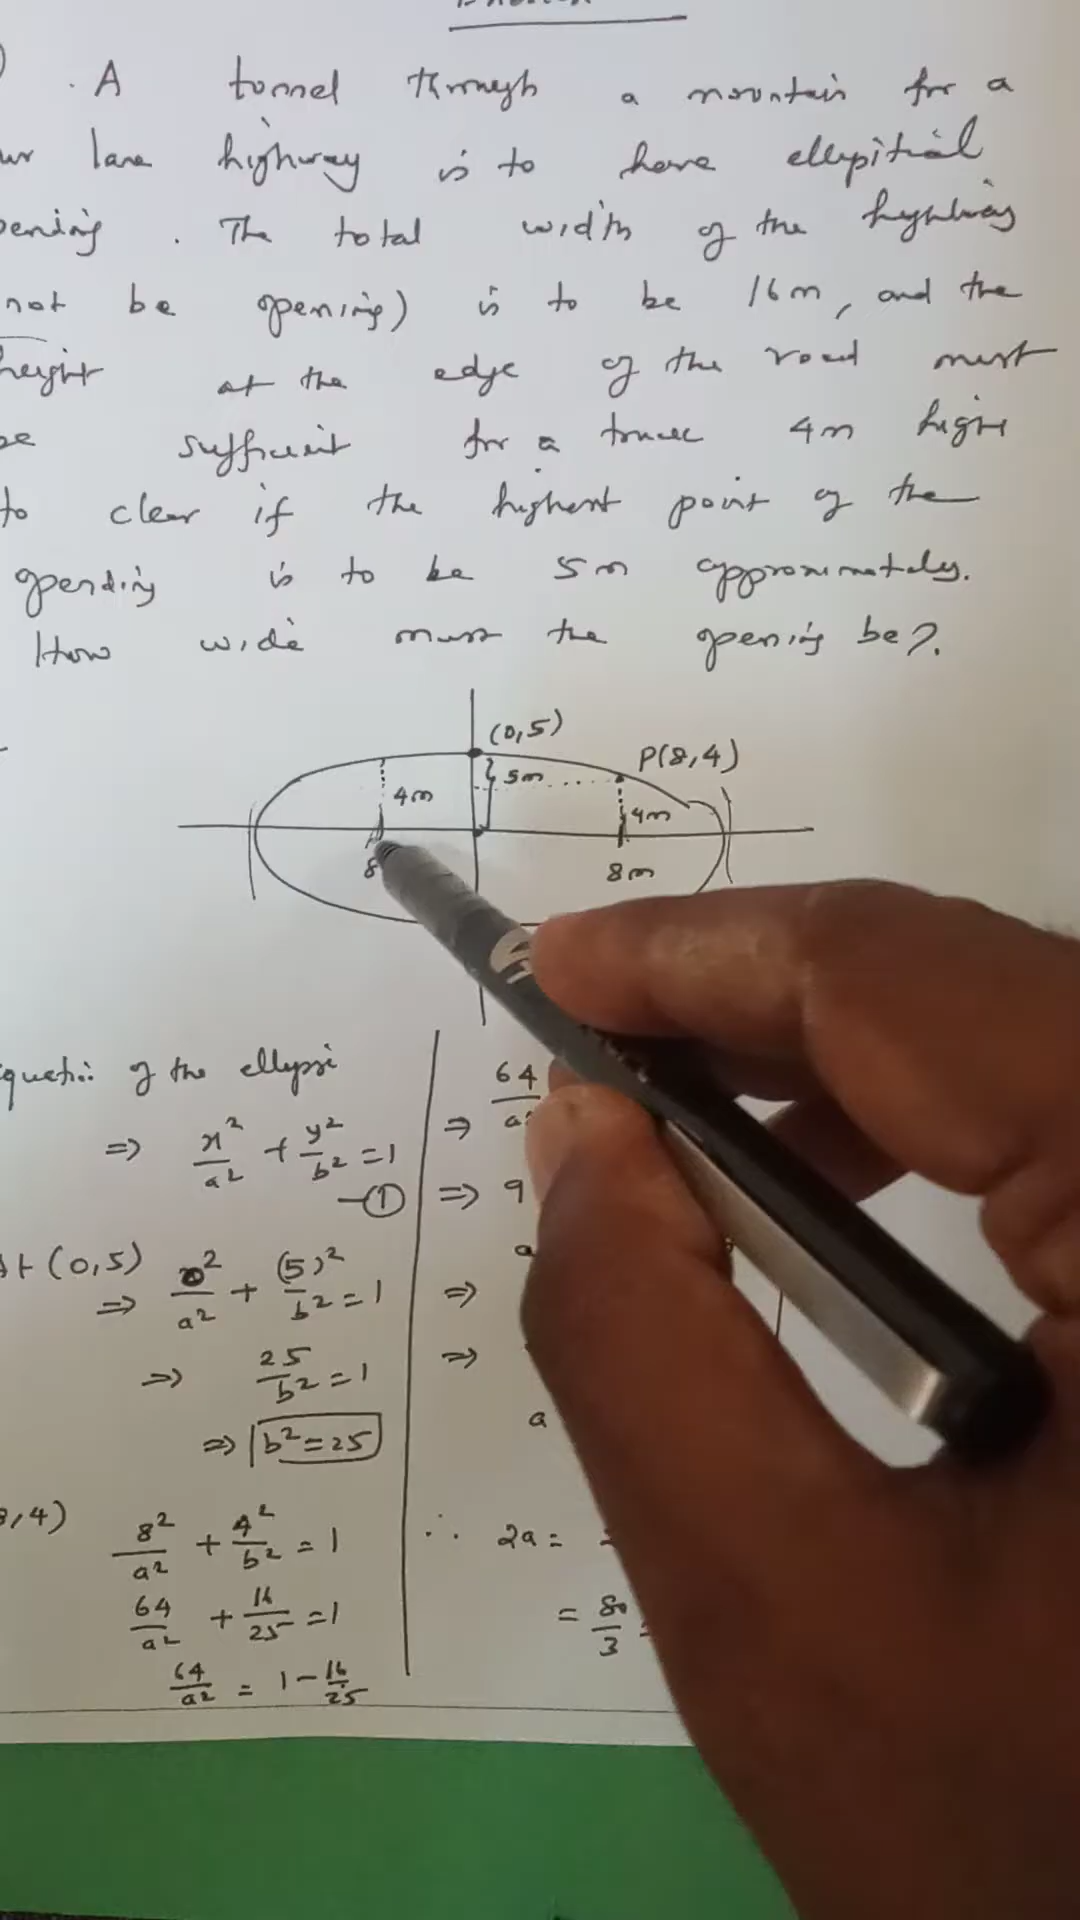 A tunnel through a mountain for a
lane highway is to have elleptical
. The total width of the highway
not be opening) is to be 16m, and the
height at the edge of the road must
sufficient for a truck 4m high
to clear if the highest point of the
opending is to be 5m approximately.
How wide must the opening be?
(0,5)
P(8,4)
5m
4m
4m
8
8m
of the ellypse
⇒ x²/a² + y²/b² = 1
—①
(0,5) 0²/a² + (5)²/b² = 1
⇒
⇒ 25/b² = 1
⇒ b² = 25
,4) 8²/a² + 4²/b² = 1
64/a² + 16/25 = 1
64/a² = 1 - 16/25
⇒ 64
⇒ 9
a
⇒
⇒
a
∴ 2a =
= 80/3